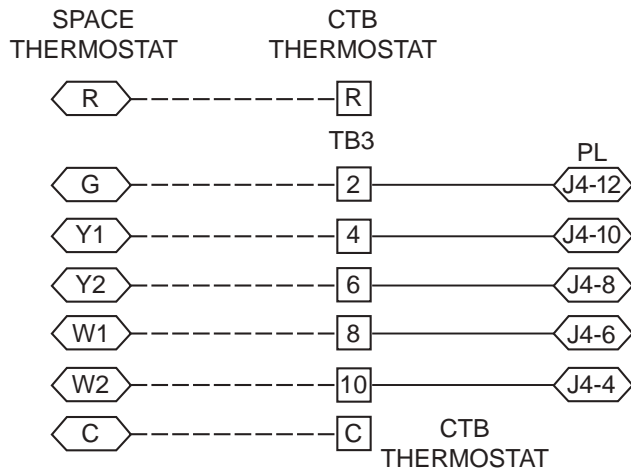 SPACE THERMOSTAT
CTB THERMOSTAT
R R
TB3
PL
G 2 J4-12
Y1 4 J4-10
Y2 6 J4-8
W1 8 J4-6
W2 10 J4-4
C C
CTB THERMOSTAT